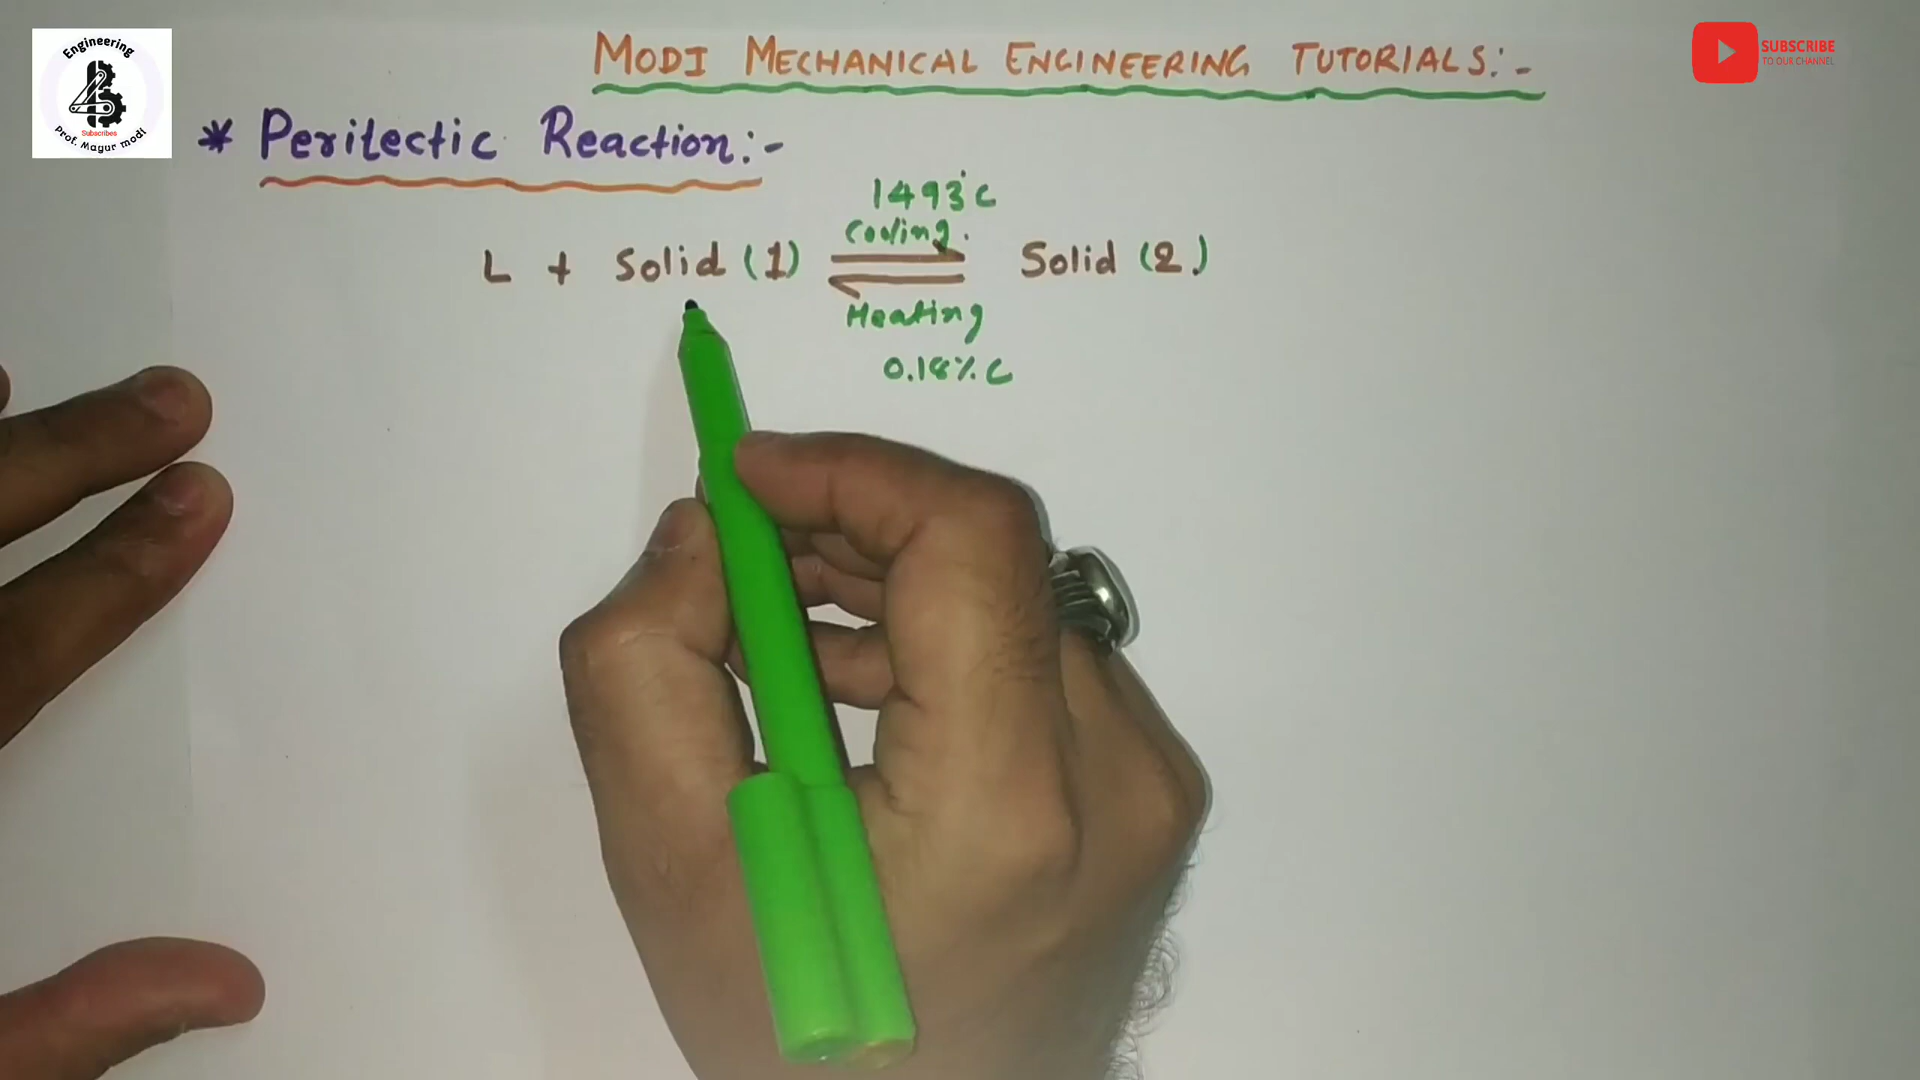 Engineering
Subscribes
Prof. Mayur modi
MODI MECHANICAL ENGINEERING TUTORIALS:-
SUBSCRIBE
TO OUR CHANNEL
* Peritectic Reaction:-
1493°C
Cooling.
L + Solid (1) ⇌ Solid (2)
Heating
0.18% C